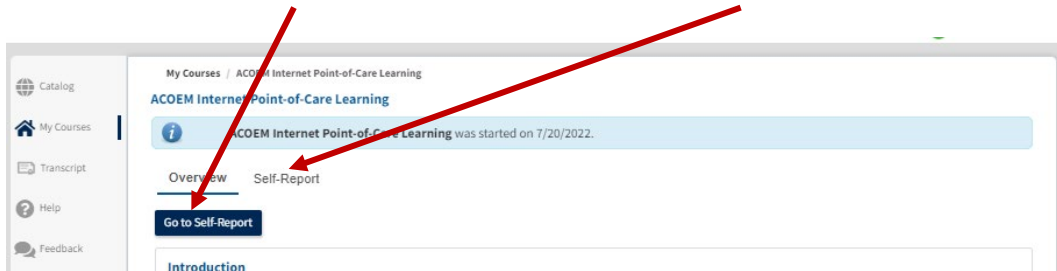 My Courses / ACOEM Internet Point-of-Care Learning
ACOEM Internet Point-of-Care Learning
ACOEM Internet Point-of-Care Learning was started on 7/20/2022.
Overview Self-Report
Go to Self-Report
Introduction
Catalog
My Courses
Transcript
Help
Feedback